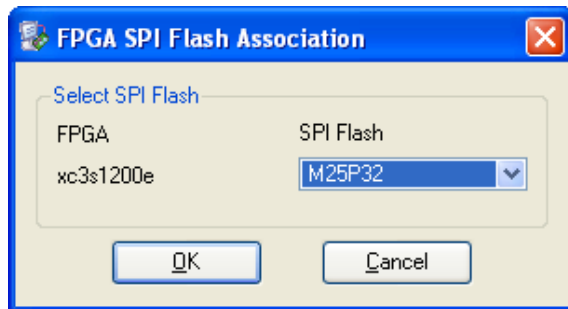 FPGA SPI Flash Association
Select SPI Flash
FPGA SPI Flash
xc3s1200e M25P32
OK Cancel